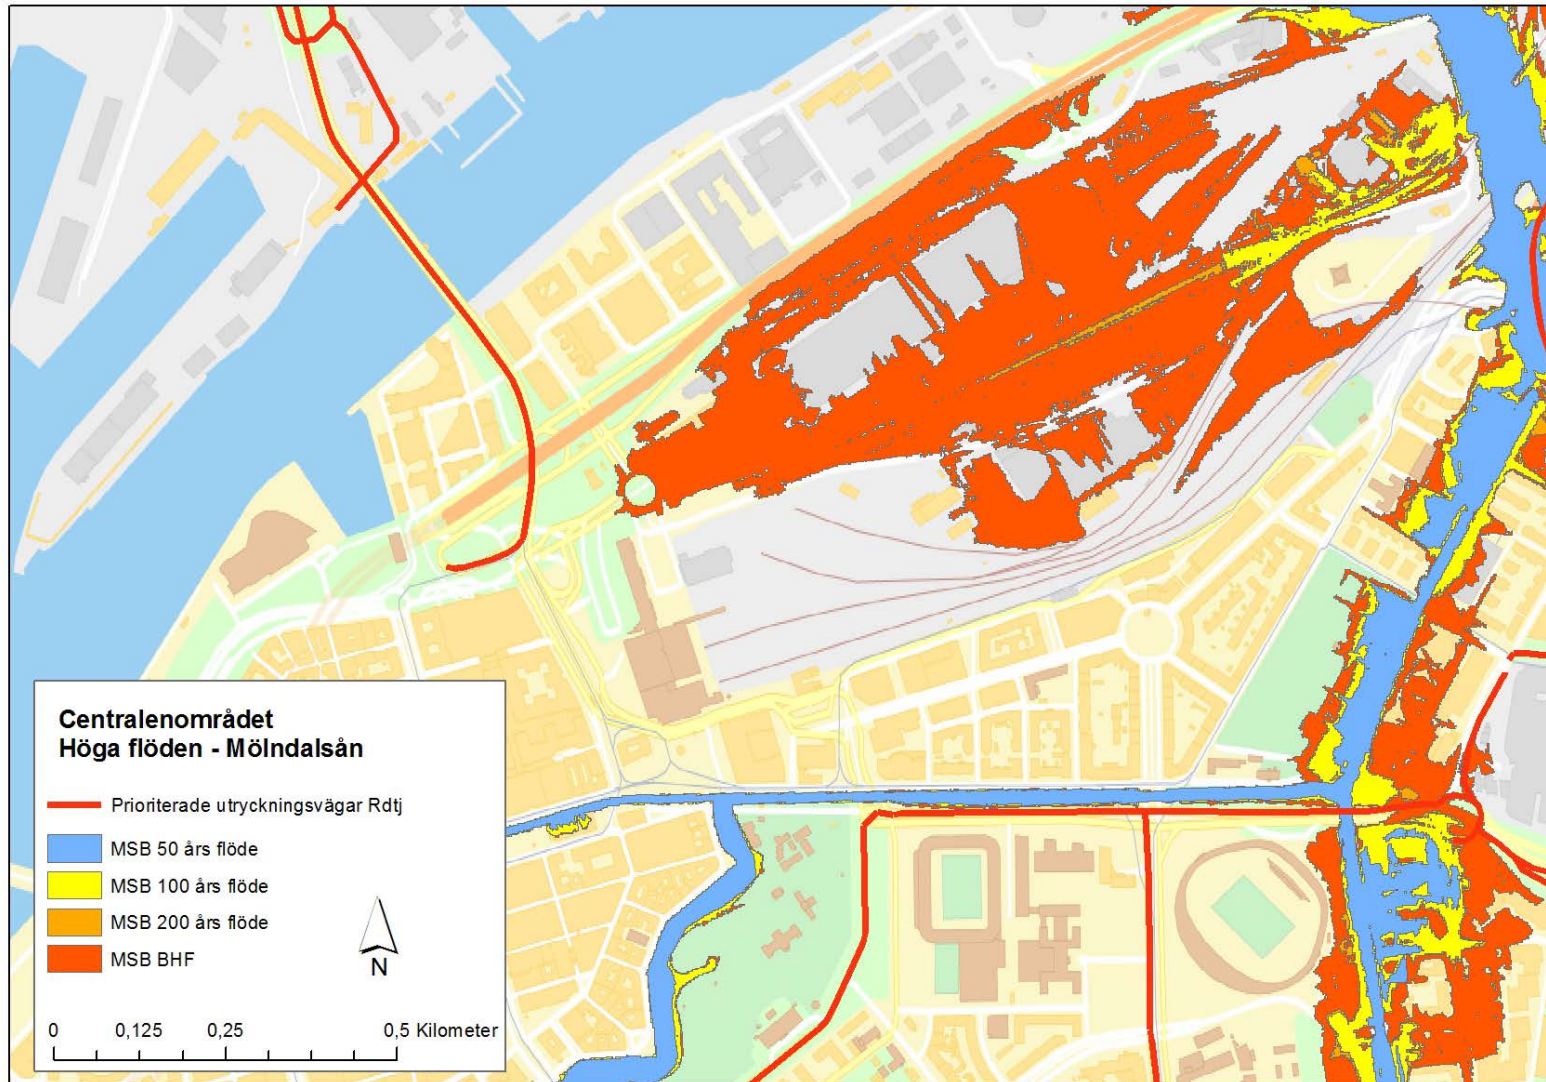 Centralenområdet
Höga flöden - Mölndalsån
Prioriterade utryckningsvägar Rdtj
MSB 50 års flöde
MSB 100 års flöde
MSB 200 års flöde
MSB BHF
N
0 0,125 0,25 0,5 Kilometer